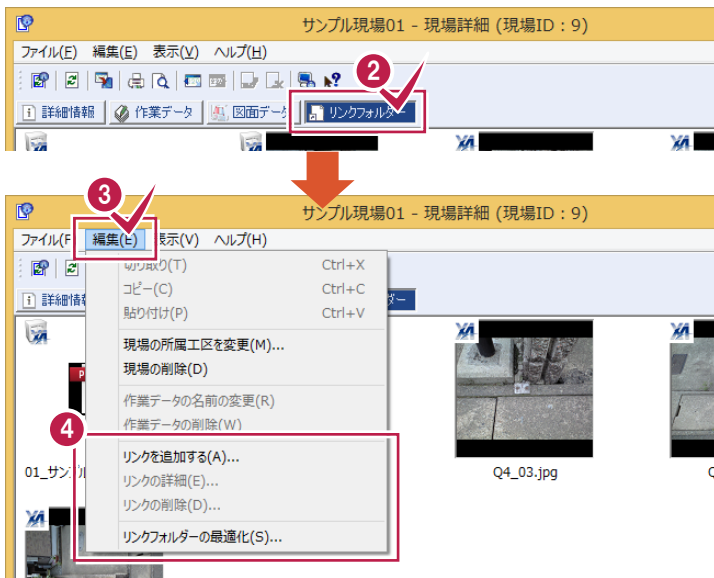 サンプル現場01 - 現場詳細 (現場ID : 9)
ファイル(F) 編集(E) 表示(V) ヘルプ(H)
2
詳細情報 作業データ 図面データ リンクフォルダー
3
サンプル現場01 - 現場詳細 (現場ID : 9)
ファイル(F 編集(E) 表示(V) ヘルプ(H)
切り取り(T) Ctrl+X
コピー(C) Ctrl+C
詳細情 ダー
貼り付け(P) Ctrl+V
現場の所属工区を変更(M)...
現場の削除(D)
作業データの名前の変更(R)
作業データの削除(W)
4
リンクを追加する(A)...
01_サンプル Q4_03.jpg
リンクの詳細(E)...
リンクの削除(D)...
リンクフォルダーの最適化(S)...